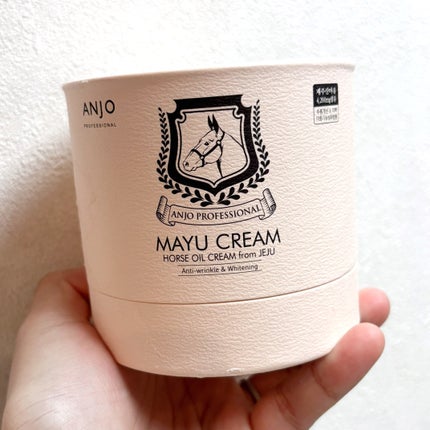 ANJO
PROFESSIONAL
ANJO PROFESSIONAL
MAYU CREAM
HORSE OIL CREAM from JEJU
Anti-wrinkle & Whitening